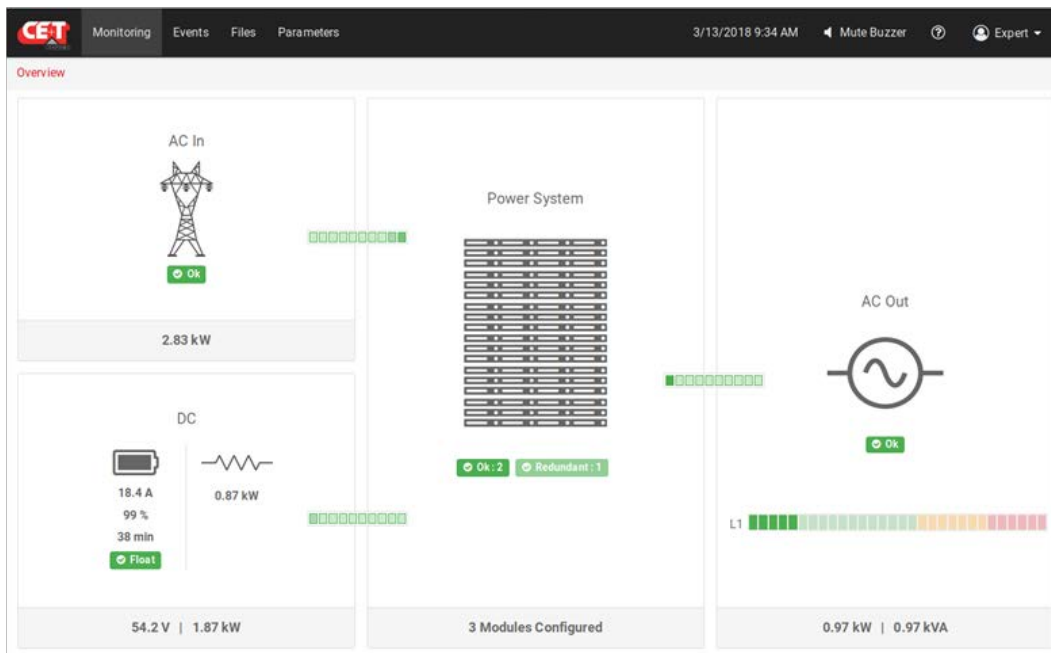 CE+T
Monitoring Events Files Parameters 3/13/2018 9:34 AM Mute Buzzer Expert
Overview
AC In
Ok
2.83 kW
DC
18.4 A
99 %
38 min
Float
0.87 kW
54.2 V | 1.87 kW
Power System
Ok : 2 Redundant : 1
3 Modules Configured
AC Out
Ok
L1
0.97 kW | 0.97 kVA